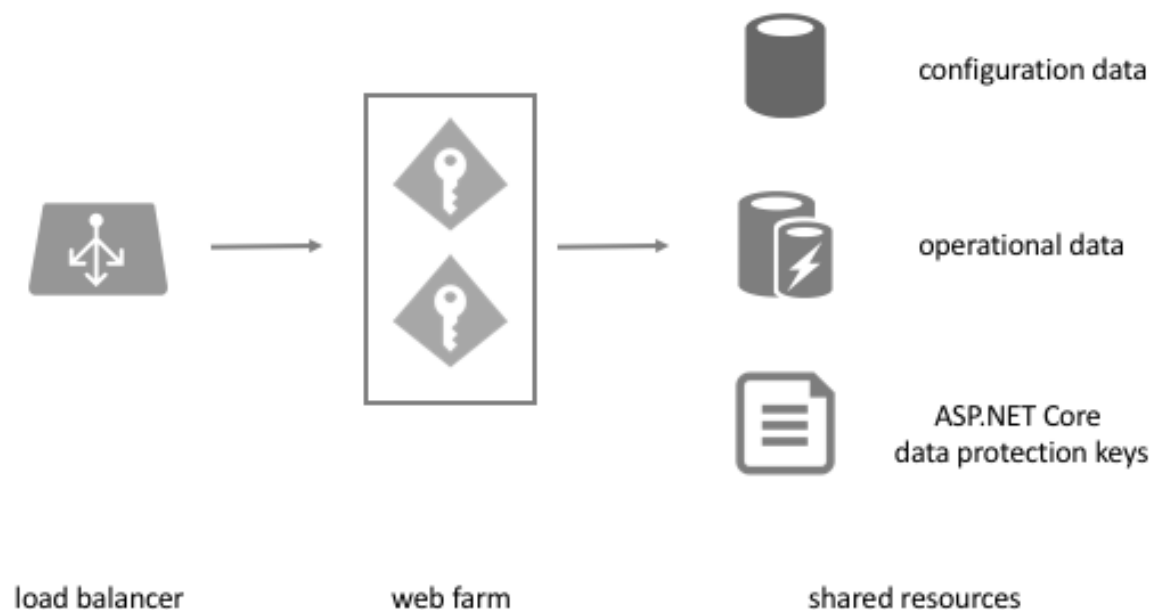 configuration data
operational data
ASP.NET Core
data protection keys
load balancer
web farm
shared resources